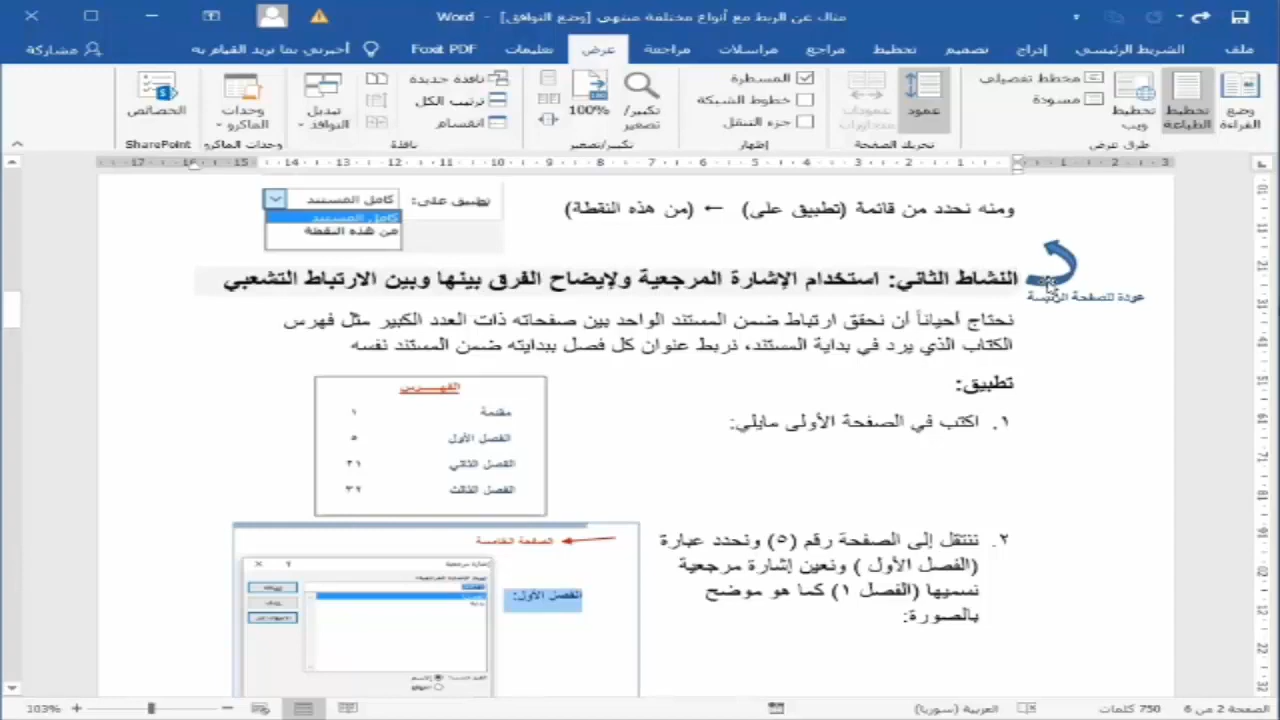 مثال عن الربط مع أنواع مختلفة منتهي [وضع التوافق] - Word
ملف الشريط الرئيسي إدراج تصميم تخطيط مراجع مراسلات مراجعة عرض تعليمات Foxit PDF أخبرني بما تريد القيام به مشاركة
وضع القراءة
تخطيط الطباعة
تخطيط ويب
مخطط تفصيلي
مسودة
طرق عرض
عمود
تحريك الصفحة
المسطرة
خطوط الشبكة
جزء التنقل
إظهار
تكبير/تصغير
100%
تكبير/تصغير
نافذة جديدة
ترتيب الكل
انقسام
تبديل النوافذ
نافذة
وحدات الماكرو
وحدات الماكرو
الخصائص
SharePoint
ومنه نحدد من قائمة (تطبيق على) ← (من هذه النقطة)
تطبيق على: كامل المستند
كامل المستند
من هذه النقطة
النشاط الثاني: استخدام الإشارة المرجعية ولإيضاح الفرق بينها وبين الارتباط التشعبي
عودة للصفحة الرئيسة
نحتاج أحياناً أن نحقق ارتباط ضمن المستند الواحد بين صفحاته ذات العدد الكبير مثل فهرس
الكتاب الذي يرد في بداية المستند، نربط عنوان كل فصل ببدايته ضمن المستند نفسه
تطبيق:
١. اكتب في الصفحة الأولى مايلي:
الفهرس
مقدمة ١
الفصل الأول ٥
الفصل الثاني ٢١
الفصل الثالث ٣٢
٢. ننتقل إلى الصفحة رقم (٥) ونحدد عبارة
(الفصل الأول ) ونعين إشارة مرجعية
نسميها (الفصل ١) كما هو موضح
بالصورة:
الصفحة الخامسة
إشارة مرجعية
الفصل الأول:
الصفحة 2 من 6 750 كلمات العربية (سوريا) 103%